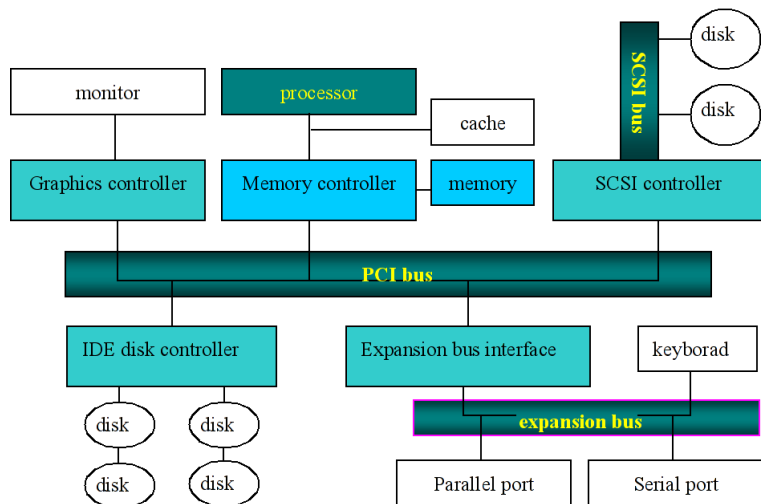 disk
SCSI bus
monitor
processor
disk
cache
Graphics controller
Memory controller
memory
SCSI controller
PCI bus
IDE disk controller
Expansion bus interface
keyborad
disk
disk
expansion bus
disk
disk
Parallel port
Serial port